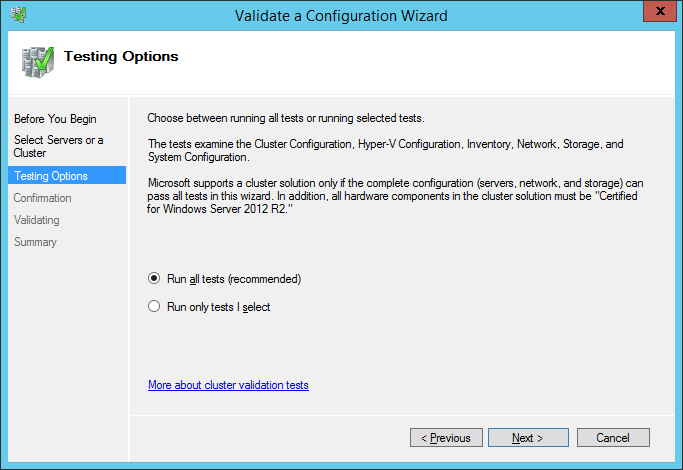 Validate a Configuration Wizard
x
Testing Options
Before You Begin
Select Servers or a
Cluster
Testing Options
Confirmation
Validating
Summary
Choose between running all tests or running selected tests.
The tests examine the Cluster Configuration, Hyper-V Configuration, Inventory, Network, Storage, and
System Configuration.
Microsoft supports a cluster solution only if the complete configuration (servers, network, and storage) can
pass all tests in this wizard. In addition, all hardware components in the cluster solution must be "Certified
for Windows Server 2012 R2."
Run all tests (recommended)
Run only tests I select
More about cluster validation tests
< Previous
Next >
Cancel